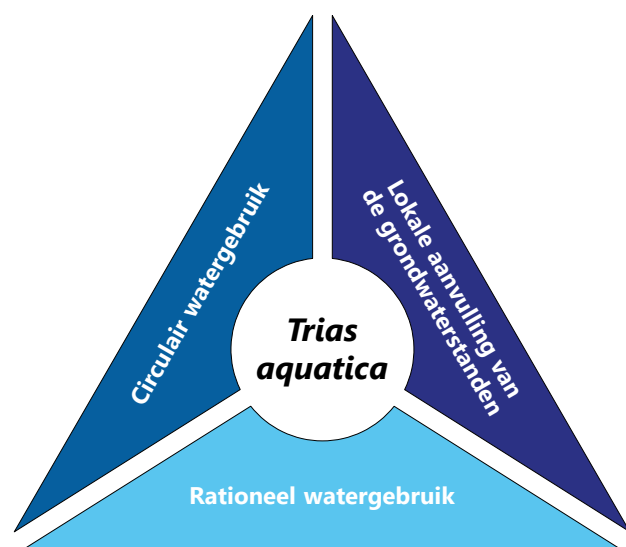 Circulair watergebruik
Lokale aanvulling van
de grondwaterstanden
Trias
aquatica
Rationeel watergebruik